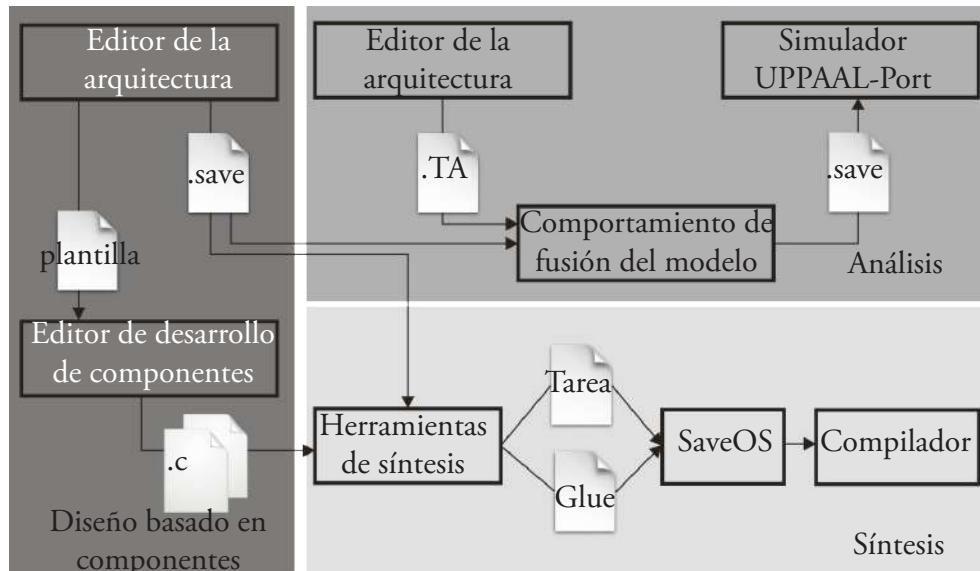 Editor de la
arquitectura
.save
plantilla
Editor de desarrollo
de componentes
.c
Diseño basado en
componentes
Editor de la
arquitectura
.TA
Comportamiento de
fusión del modelo
Simulador
UPPAAL-Port
.save
Análisis
Herramientas
de síntesis
Tarea
Glue
SaveOS
Compilador
Síntesis